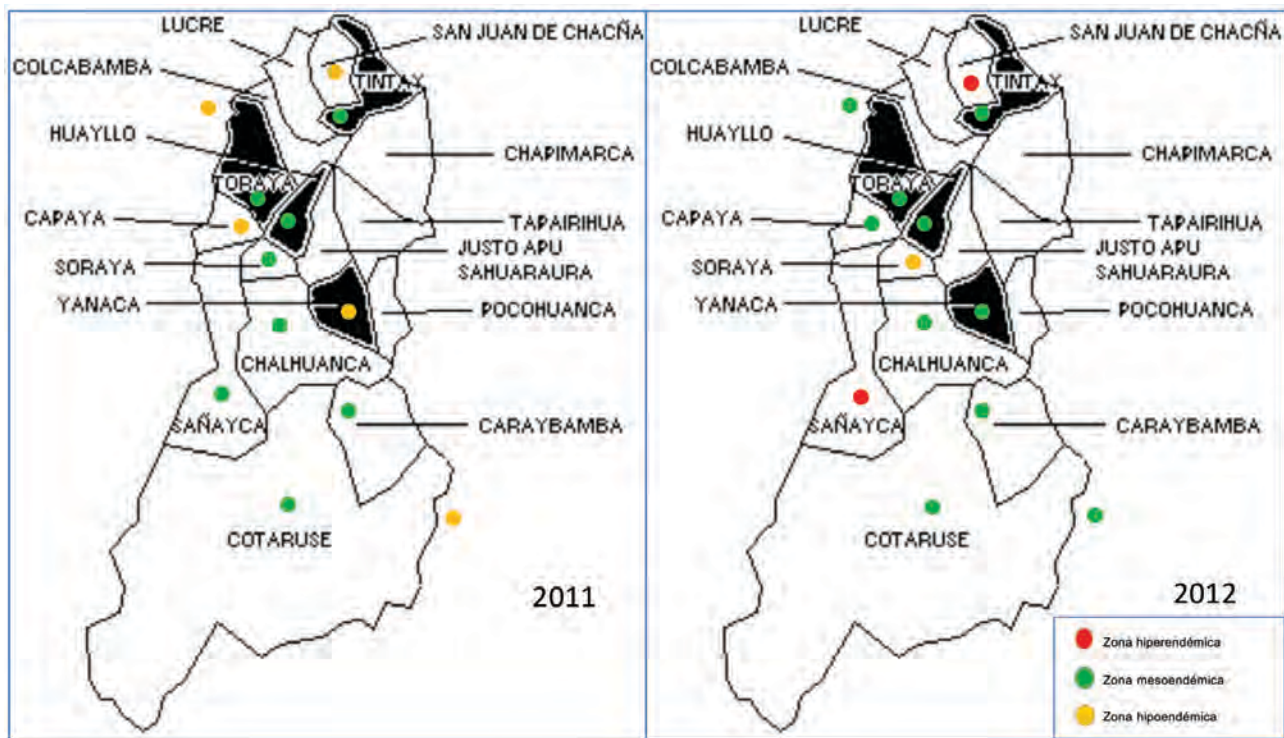 LUCRE
SAN JUAN DE CHACÑA
COLCABAMBA
TINTAY
HUAYLLO
CHAPIMARCA
TORAYA
CAPAYA
TAPAIRIHUA
JUSTO APU
SAHUARAURA
SORAYA
YANACA
POCOHUANCA
CHALHUANCA
SAÑAYCA
CARAYBAMBA
COTARUSE
2011
LUCRE
SAN JUAN DE CHACÑA
COLCABAMBA
TINTAY
HUAYLLO
CHAPIMARCA
TORAYA
CAPAYA
TAPAIRIHUA
JUSTO APU
SAHUARAURA
SORAYA
YANACA
POCOHUANCA
CHALHUANCA
SAÑAYCA
CARAYBAMBA
COTARUSE
2012
Zona hiperendémica
Zona mesoendémica
Zona hipoendémica